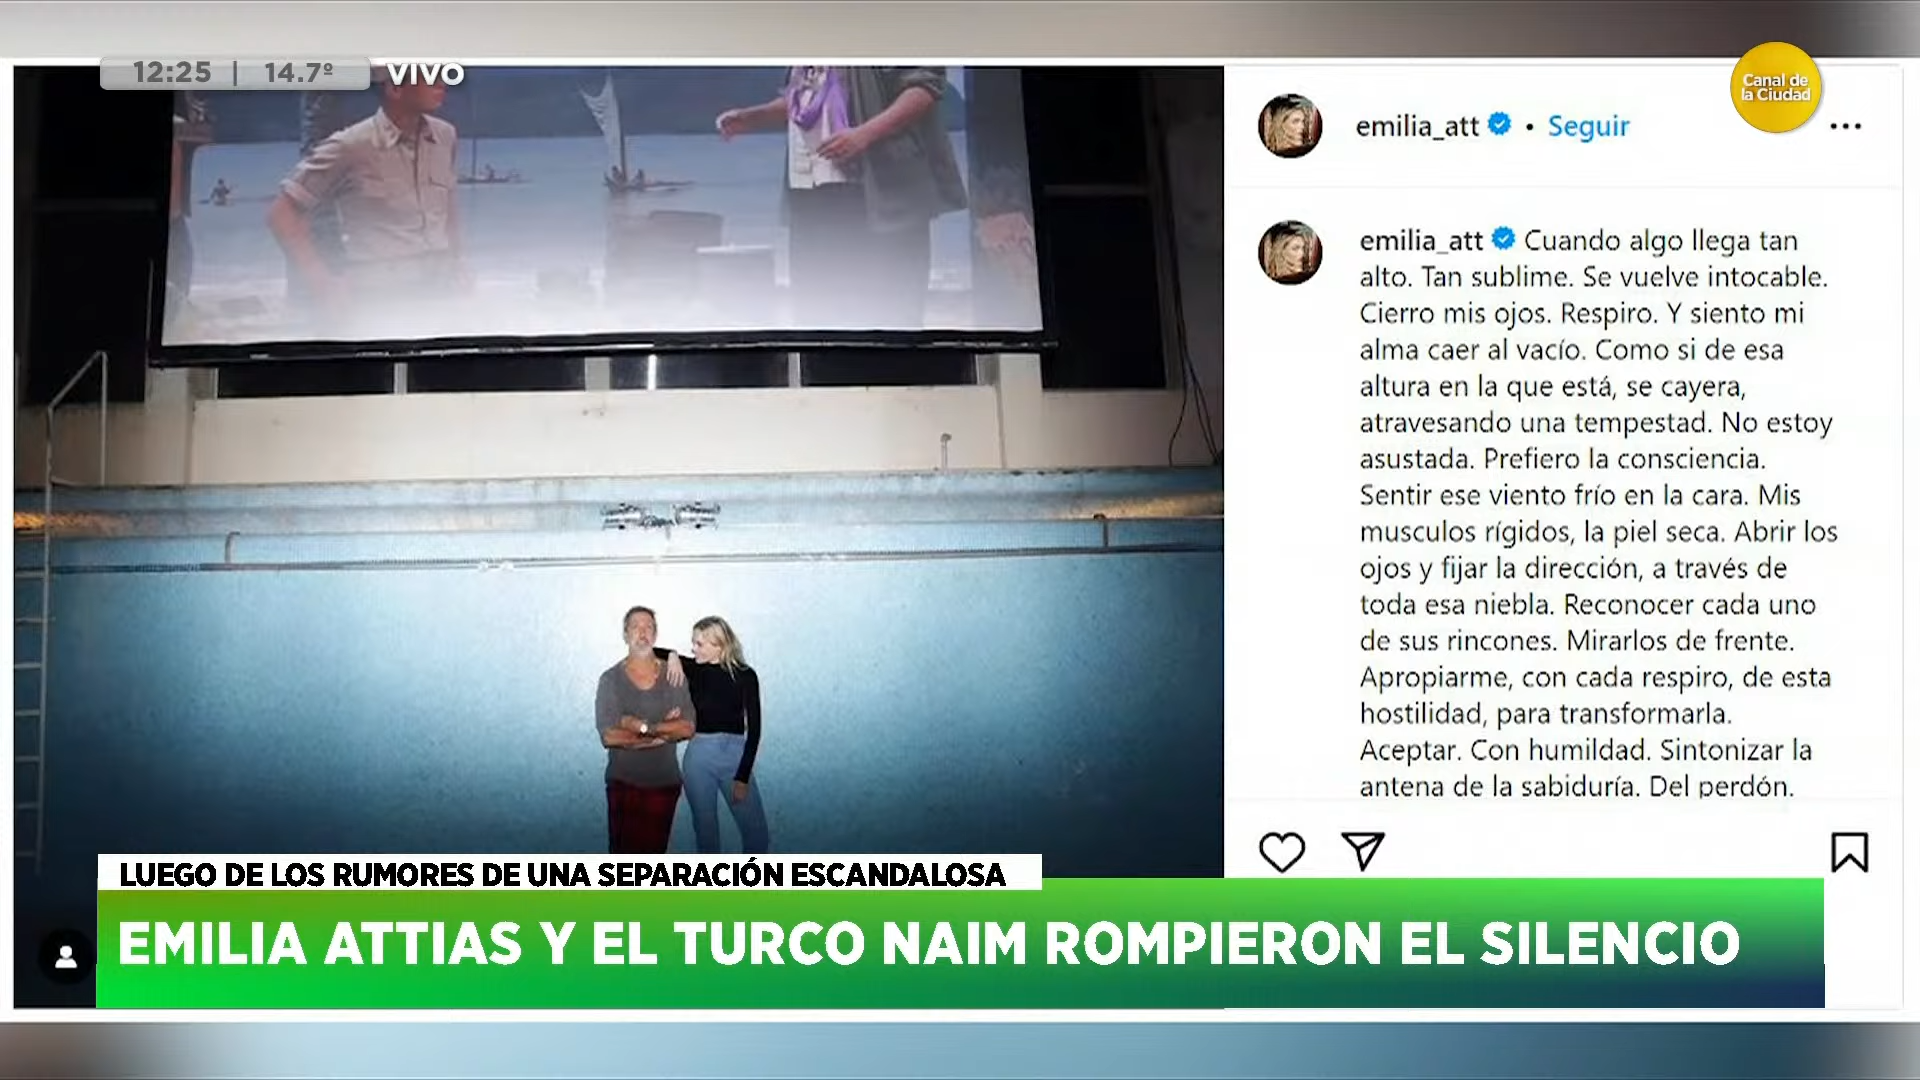 12:25 | 14.7º VIVO
Canal de
la Ciudad
emilia_att • Seguir
emilia_att Cuando algo llega tan
alto. Tan sublime. Se vuelve intocable.
Cierro mis ojos. Respiro. Y siento mi
alma caer al vacío. Como si de esa
altura en la que está, se cayera,
atravesando una tempestad. No estoy
asustada. Prefiero la consciencia.
Sentir ese viento frío en la cara. Mis
musculos rígidos, la piel seca. Abrir los
ojos y fijar la dirección, a través de
toda esa niebla. Reconocer cada uno
de sus rincones. Mirarlos de frente.
Apropiarme, con cada respiro, de esta
hostilidad, para transformarla.
Aceptar. Con humildad. Sintonizar la
antena de la sabiduría. Del perdón.
LUEGO DE LOS RUMORES DE UNA SEPARACIÓN ESCANDALOSA
EMILIA ATTIAS Y EL TURCO NAIM ROMPIERON EL SILENCIO